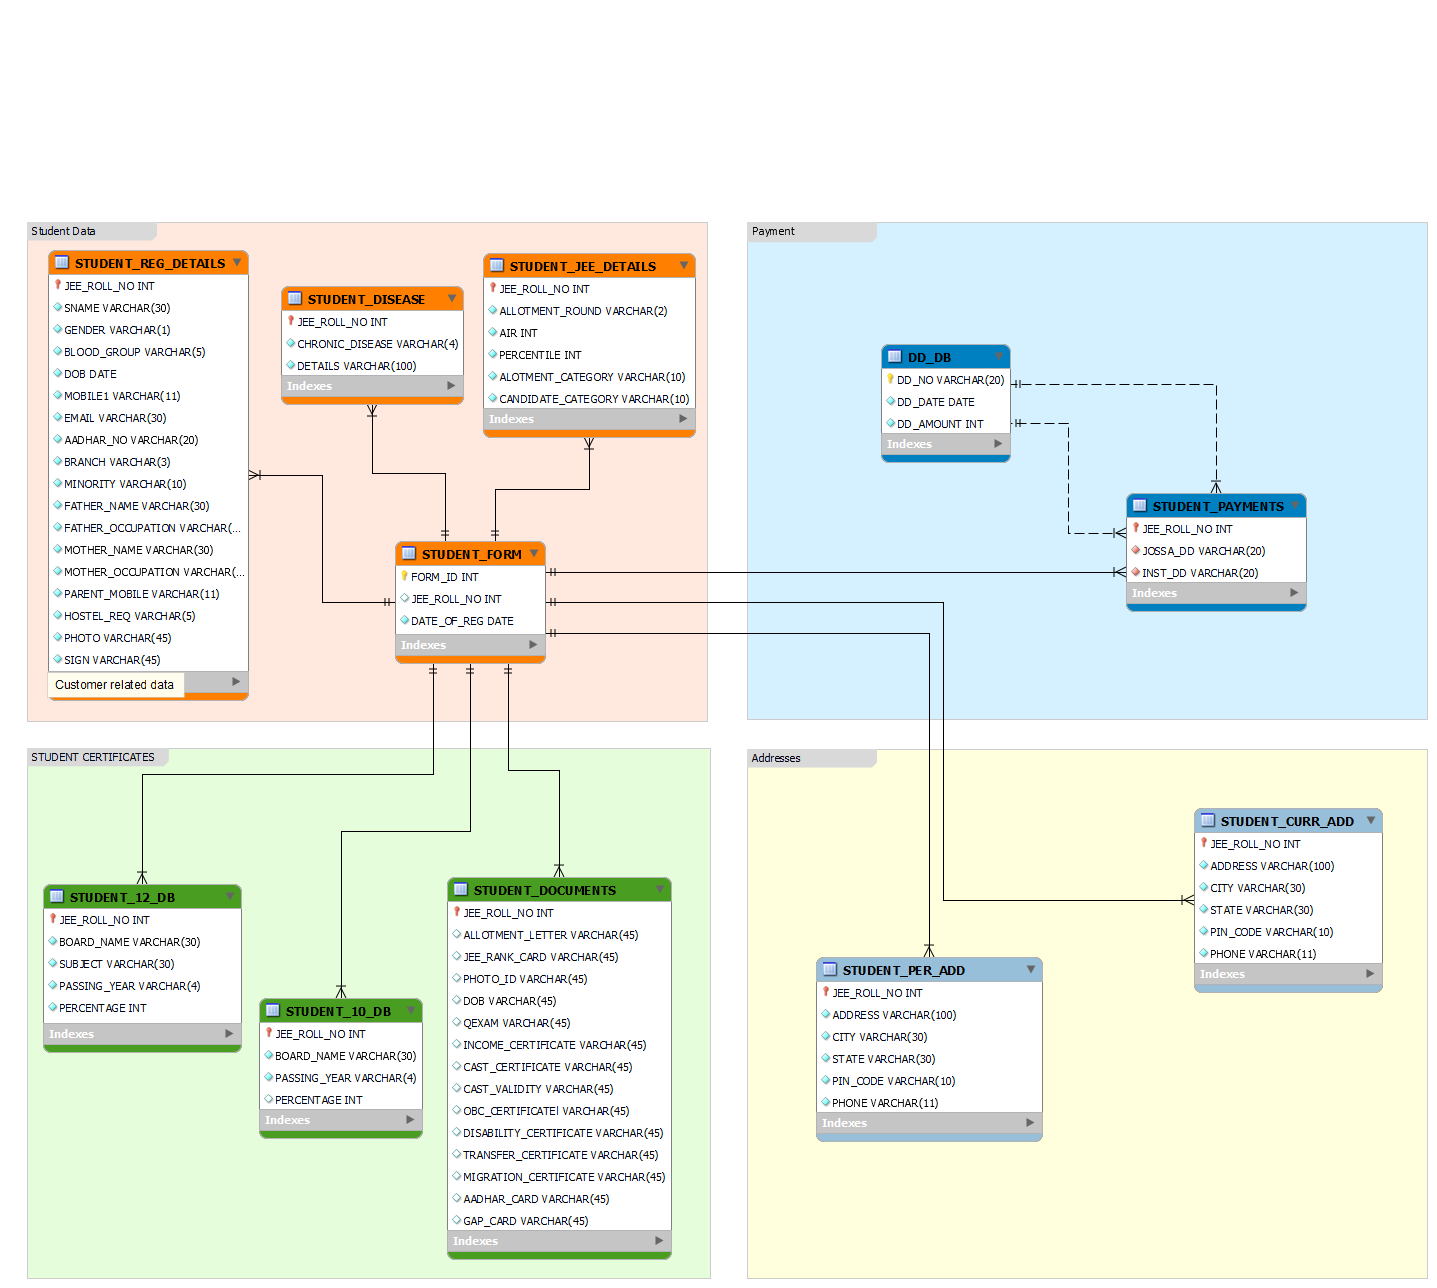 Student Data
STUDENT_REG_DETAILS
JEE_ROLL_NO INT
SNAME VARCHAR(30)
GENDER VARCHAR(1)
BLOOD_GROUP VARCHAR(5)
DOB DATE
MOBILE1 VARCHAR(11)
EMAIL VARCHAR(30)
AADHAR_NO VARCHAR(20)
BRANCH VARCHAR(3)
MINORITY VARCHAR(10)
FATHER_NAME VARCHAR(30)
FATHER_OCCUPATION VARCHAR(...
MOTHER_NAME VARCHAR(30)
MOTHER_OCCUPATION VARCHAR(...
PARENT_MOBILE VARCHAR(11)
HOSTEL_REQ VARCHAR(5)
PHOTO VARCHAR(45)
SIGN VARCHAR(45)
Customer related data
STUDENT_DISEASE
JEE_ROLL_NO INT
CHRONIC_DISEASE VARCHAR(4)
DETAILS VARCHAR(100)
Indexes
STUDENT_JEE_DETAILS
JEE_ROLL_NO INT
ALLOTMENT_ROUND VARCHAR(2)
AIR INT
PERCENTILE INT
ALOTMENT_CATEGORY VARCHAR(10)
CANDIDATE_CATEGORY VARCHAR(10)
Indexes
STUDENT_FORM
FORM_ID INT
JEE_ROLL_NO INT
DATE_OF_REG DATE
Indexes
Payment
DD_DB
DD_NO VARCHAR(20)
DD_DATE DATE
DD_AMOUNT INT
Indexes
STUDENT_PAYMENTS
JEE_ROLL_NO INT
JOSSA_DD VARCHAR(20)
INST_DD VARCHAR(20)
Indexes
STUDENT CERTIFICATES
STUDENT_12_DB
JEE_ROLL_NO INT
BOARD_NAME VARCHAR(30)
SUBJECT VARCHAR(30)
PASSING_YEAR VARCHAR(4)
PERCENTAGE INT
Indexes
STUDENT_10_DB
JEE_ROLL_NO INT
BOARD_NAME VARCHAR(30)
PASSING_YEAR VARCHAR(4)
PERCENTAGE INT
Indexes
STUDENT_DOCUMENTS
JEE_ROLL_NO INT
ALLOTMENT_LETTER VARCHAR(45)
JEE_RANK_CARD VARCHAR(45)
PHOTO_ID VARCHAR(45)
DOB VARCHAR(45)
QEXAM VARCHAR(45)
INCOME_CERTIFICATE VARCHAR(45)
CAST_CERTIFICATE VARCHAR(45)
CAST_VALIDITY VARCHAR(45)
OBC_CERTIFICATE| VARCHAR(45)
DISABILITY_CERTIFICATE VARCHAR(45)
TRANSFER_CERTIFICATE VARCHAR(45)
MIGRATION_CERTIFICATE VARCHAR(45)
AADHAR_CARD VARCHAR(45)
GAP_CARD VARCHAR(45)
Indexes
Addresses
STUDENT_PER_ADD
JEE_ROLL_NO INT
ADDRESS VARCHAR(100)
CITY VARCHAR(30)
STATE VARCHAR(30)
PIN_CODE VARCHAR(10)
PHONE VARCHAR(11)
Indexes
STUDENT_CURR_ADD
JEE_ROLL_NO INT
ADDRESS VARCHAR(100)
CITY VARCHAR(30)
STATE VARCHAR(30)
PIN_CODE VARCHAR(10)
PHONE VARCHAR(11)
Indexes